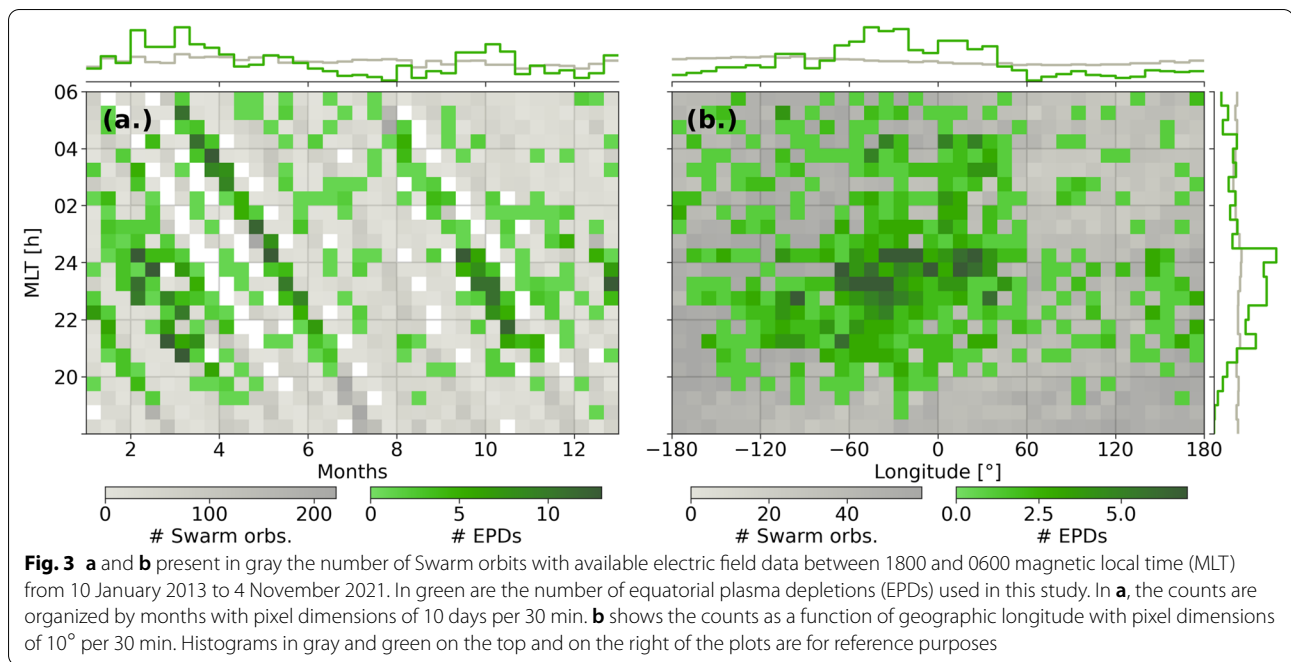 (a.)
(b.)
06
04
02
24
22
20
MLT [h]
2 4 6 8 10 12
Months
−180 −120 −60 0 60 120 180
Longitude [°]
0 100 200
# Swarm orbs.
0 5 10
# EPDs
0 20 40
# Swarm orbs.
0.0 2.5 5.0
# EPDs
Fig. 3 a and b present in gray the number of Swarm orbits with available electric field data between 1800 and 0600 magnetic local time (MLT)
from 10 January 2013 to 4 November 2021. In green are the number of equatorial plasma depletions (EPDs) used in this study. In a, the counts are
organized by months with pixel dimensions of 10 days per 30 min. b shows the counts as a function of geographic longitude with pixel dimensions
of 10° per 30 min. Histograms in gray and green on the top and on the right of the plots are for reference purposes